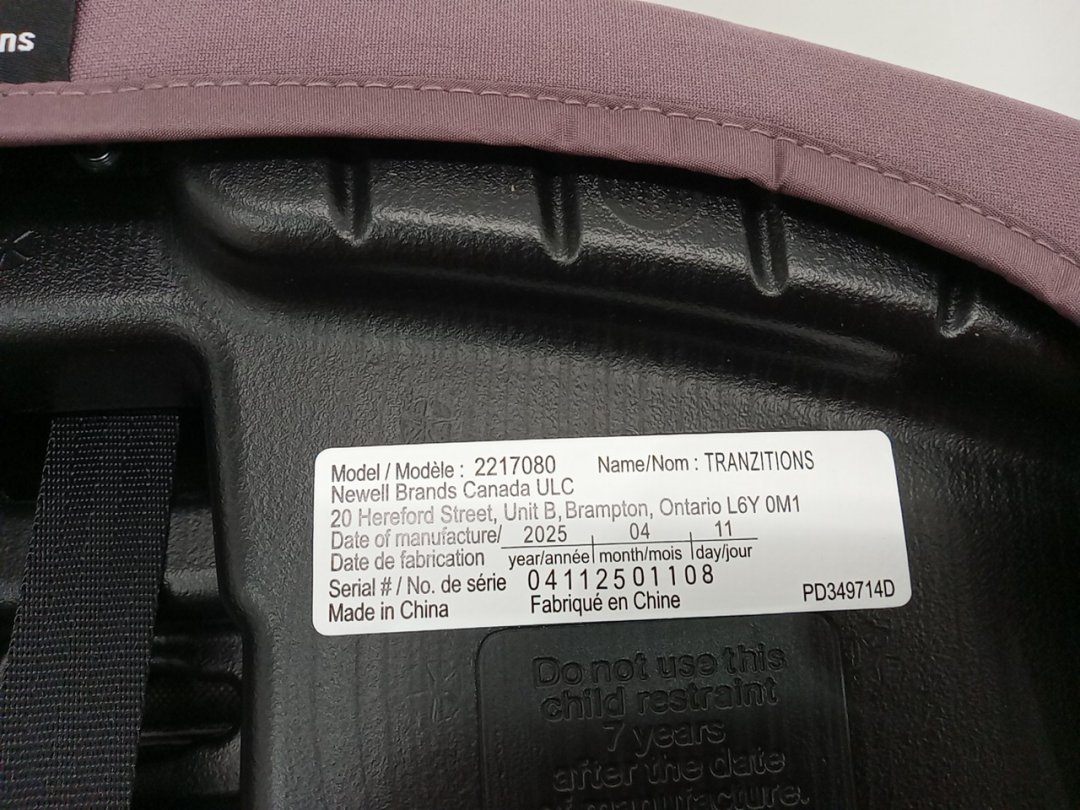 ns
Model / Modèle : 2217080 Name/Nom : TRANZITIONS
Newell Brands Canada ULC
20 Hereford Street, Unit B, Brampton, Ontario L6Y 0M1
Date of manufacture/ 2025 04 11
Date de fabrication year/année month/mois day/jour
Serial # / No. de série 04112501108
Made in China Fabriqué en Chine PD349714D
Do not use this
child restraint
7 years
after the date
of manufacture.